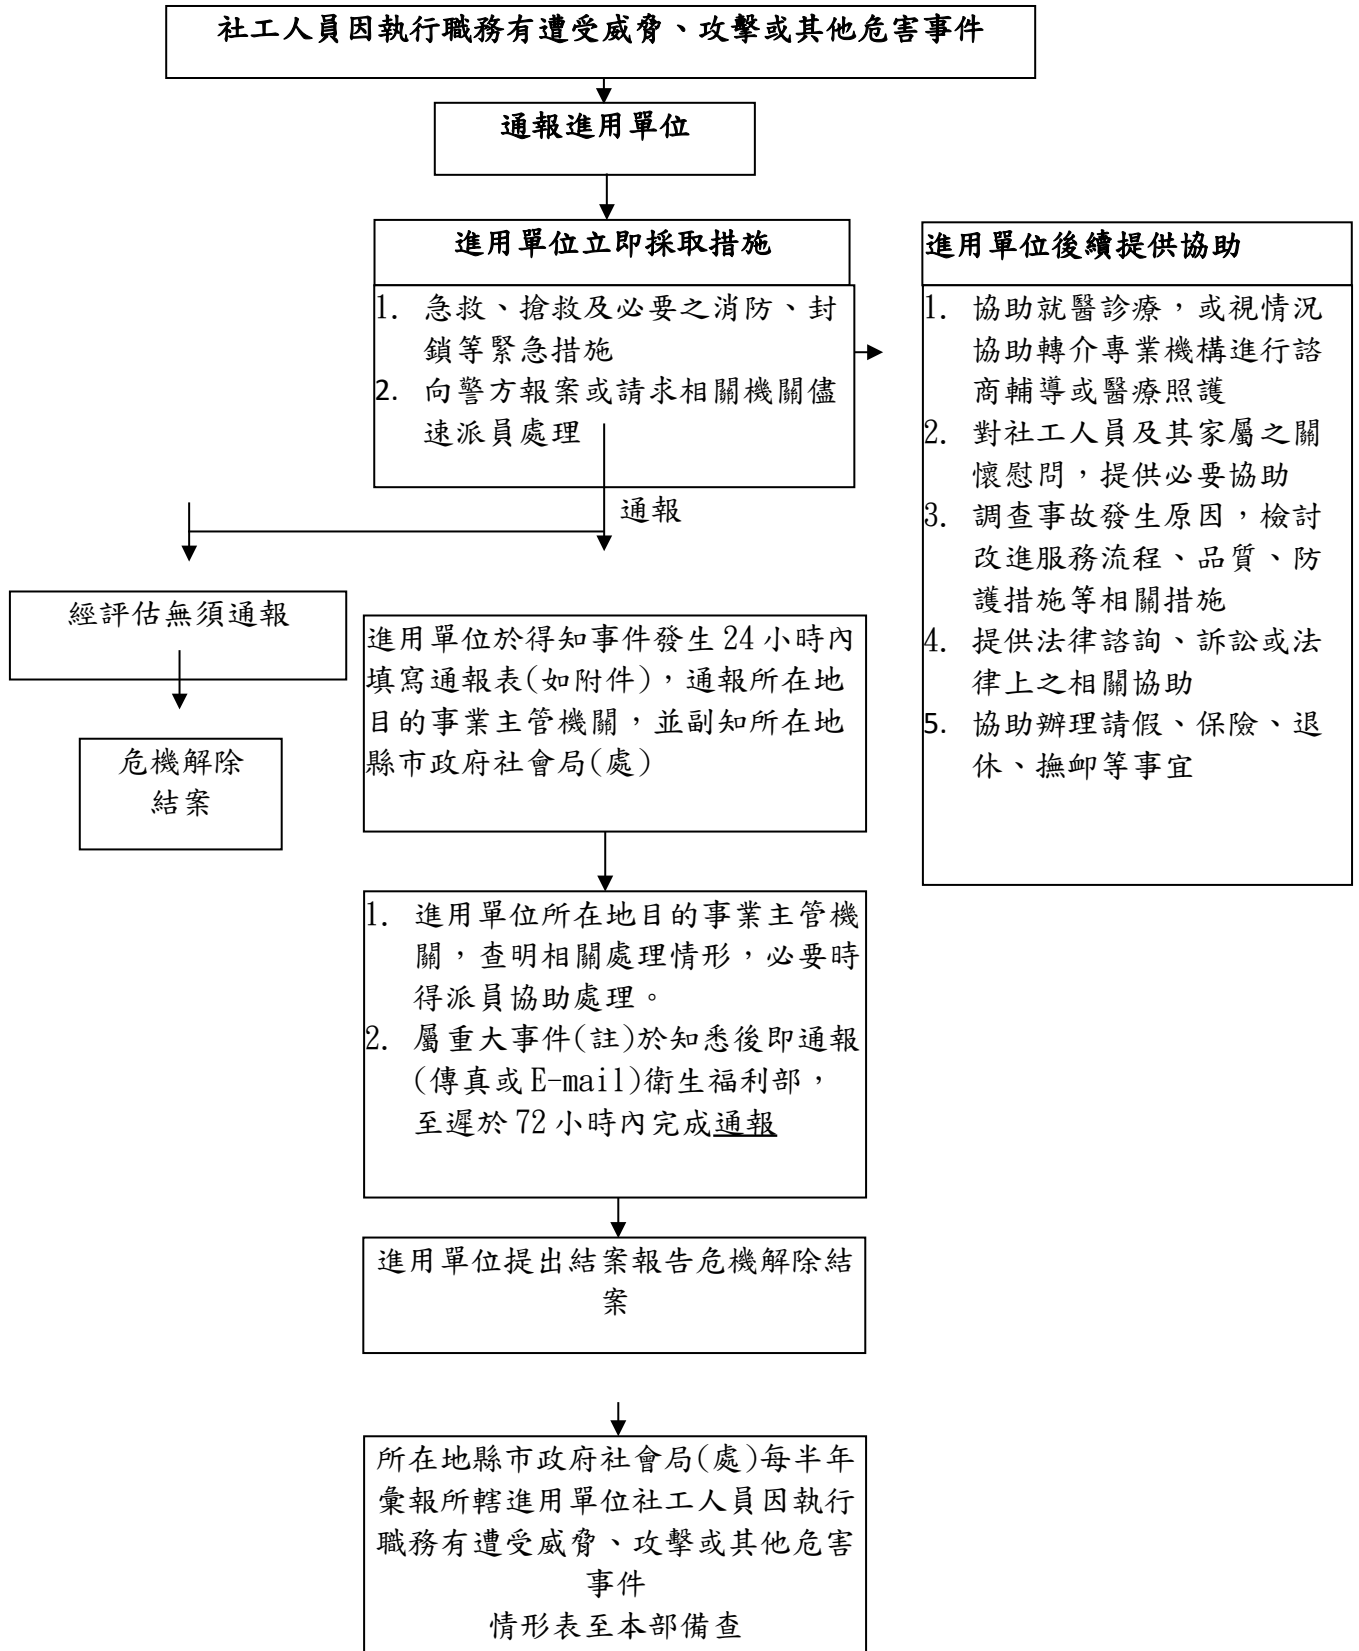 社工人員因執行職務有遭受威脅、攻擊或其他危害事件
通報進用單位
進用單位立即採取措施
1. 急救、搶救及必要之消防、封
鎖等緊急措施
2. 向警方報案或請求相關機關儘
速派員處理
進用單位後續提供協助
1. 協助就醫診療，或視情況
協助轉介專業機構進行諮
商輔導或醫療照護
2. 對社工人員及其家屬之關
懷慰問，提供必要協助
3. 調查事故發生原因，檢討
改進服務流程、品質、防
護措施等相關措施
4. 提供法律諮詢、訴訟或法
律上之相關協助
5. 協助辦理請假、保險、退
休、撫卹等事宜
通報
經評估無須通報
危機解除
結案
進用單位於得知事件發生24小時內
填寫通報表(如附件)，通報所在地
目的事業主管機關，並副知所在地
縣市政府社會局(處)
1. 進用單位所在地目的事業主管機
關，查明相關處理情形，必要時
得派員協助處理。
2. 屬重大事件(註)於知悉後即通報
(傳真或E-mail)衛生福利部，
至遲於72小時內完成通報
進用單位提出結案報告危機解除結
案
所在地縣市政府社會局(處)每半年
彙報所轄進用單位社工人員因執行
職務有遭受威脅、攻擊或其他危害
事件
情形表至本部備查